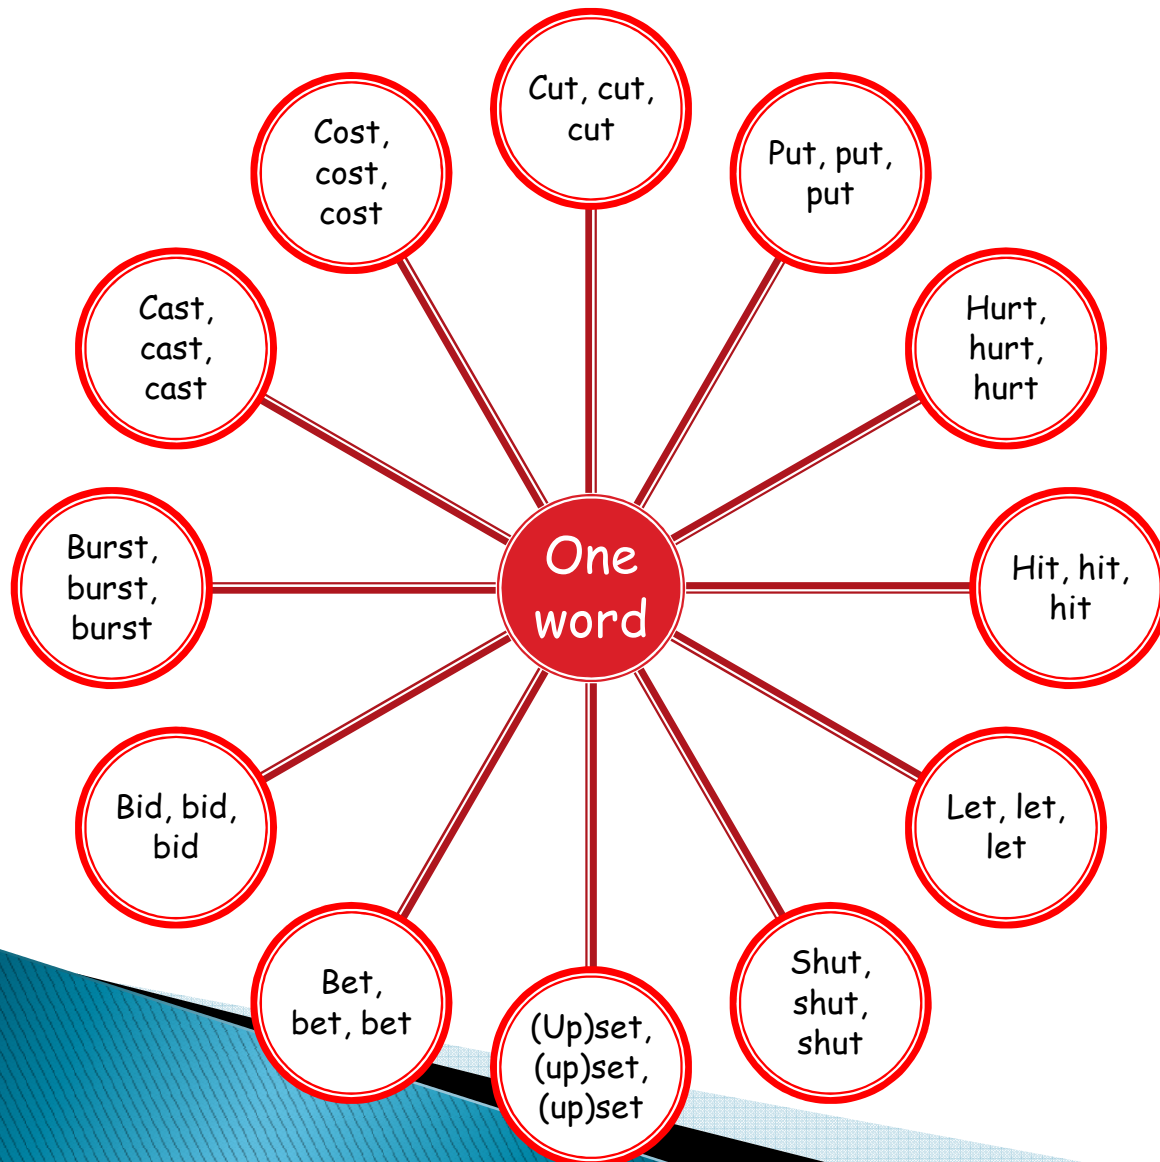 Cut, cut,
cut
Put, put,
put
Hurt,
hurt,
hurt
Hit, hit,
hit
Let, let,
let
Shut,
shut,
shut
(Up)set,
(up)set,
(up)set
Bet,
bet, bet
Bid, bid,
bid
Burst,
burst,
burst
Cast,
cast,
cast
Cost,
cost,
cost
One
word